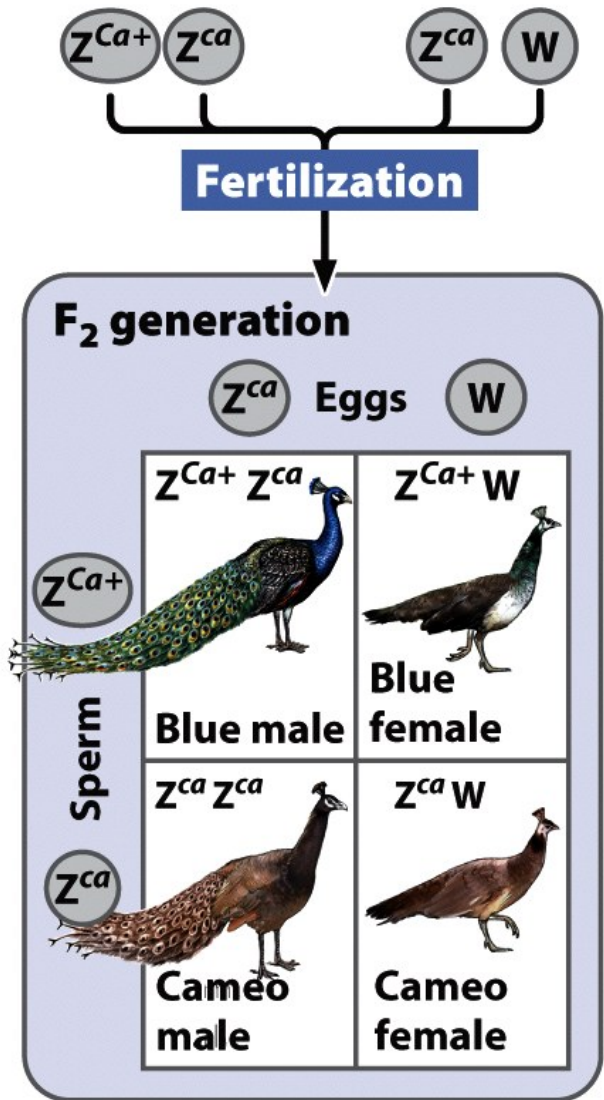 Z^Ca+ Z^ca Z^ca W
Fertilization
F₂ generation
Z^ca Eggs W
Z^Ca+ Z^ca
Z^Ca+ W
Z^Ca+
Sperm
Blue male
Blue
female
Z^ca Z^ca
Z^ca W
Z^ca
Cameo
male
Cameo
female